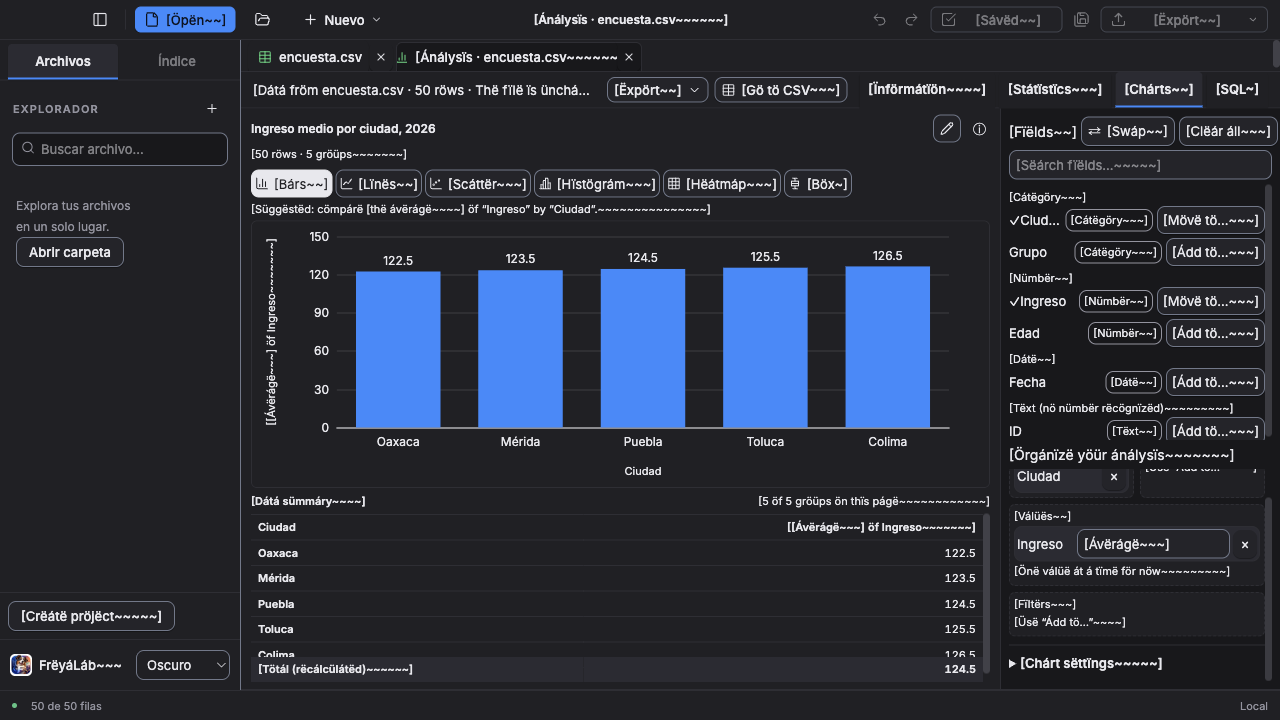 [Öpën~~]
Nuevo
[Ánálysïs · encuesta.csv~~~~~~]
[Sávëd~~]
[Ëxpört~~]
Archivos
Índice
encuesta.csv
[Ánálysïs · encuesta.csv~~~~~~
[Dátá fröm encuesta.csv · 50 röws · Thë fïlë ïs ünchá...
[Ëxpört~~]
[Gö tö CSV~~~]
[Ïnförmátïön~~~~]
[Státïstïcs~~~]
[Chárts~~]
[SQL~]
EXPLORADOR
Buscar archivo...
Explora tus archivos
en un solo lugar.
Abrir carpeta
Ingreso medio por ciudad, 2026
[50 röws · 5 gröüps~~~~~~~]
[Bárs~~]
[Lïnës~~]
[Scáttër~~~]
[Hïstögrám~~~]
[Hëátmáp~~~]
[Böx~]
[Süggëstëd: cömpárë [thë ávërágë~~~~] öf “Ingreso” by “Ciudad”.~~~~~~~~~~~~~~~]
150
120
90
60
30
0
[[Ávërágë~~~] öf Ingreso~~~~~~~]
122.5
123.5
124.5
125.5
126.5
Oaxaca
Mérida
Puebla
Toluca
Colima
Ciudad
[Dátá sümmáry~~~~]
[5 öf 5 gröüps ön thïs págë~~~~~~~~~~~~]
Ciudad
[[Ávërágë~~~] öf Ingreso~~~~~~~]
Oaxaca 122.5
Mérida 123.5
Puebla 124.5
Toluca 125.5
Colima 126.5
[Tötál (rëcálcülátëd)~~~~~~] 124.5
[Fïëlds~~]
[Swáp~~]
[Clëár áll~~~]
[Sëárch fïëlds...~~~~~]
[Cátëgöry~~~]
✓Ciud... [Cátëgöry~~~] [Mövë tö...~~~]
Grupo [Cátëgöry~~~] [Ádd tö...~~~]
[Nümbër~~]
✓Ingreso [Nümbër~~] [Mövë tö...~~~]
Edad [Nümbër~~] [Ádd tö...~~~]
[Dátë~~]
Fecha [Dátë~~] [Ádd tö...~~~]
[Tëxt (nö nümbër rëcögnïzëd)~~~~~~~~~]
ID [Tëxt~~] [Ádd tö...~~~]
[Örgánïzë yöür ánálysïs~~~~~~~]
Ciudad ×
[Válüës~~]
Ingreso [Ávërágë~~~] ×
[Önë válüë át á tïmë för nöw~~~~~~~~~]
[Fïltërs~~~]
[Üsë “Ádd tö...”~~~~]
[Chárt sëttïngs~~~~~]
[Crëátë pröjëct~~~~~]
FrëyáLáb~~~
Oscuro
50 de 50 filas
Local